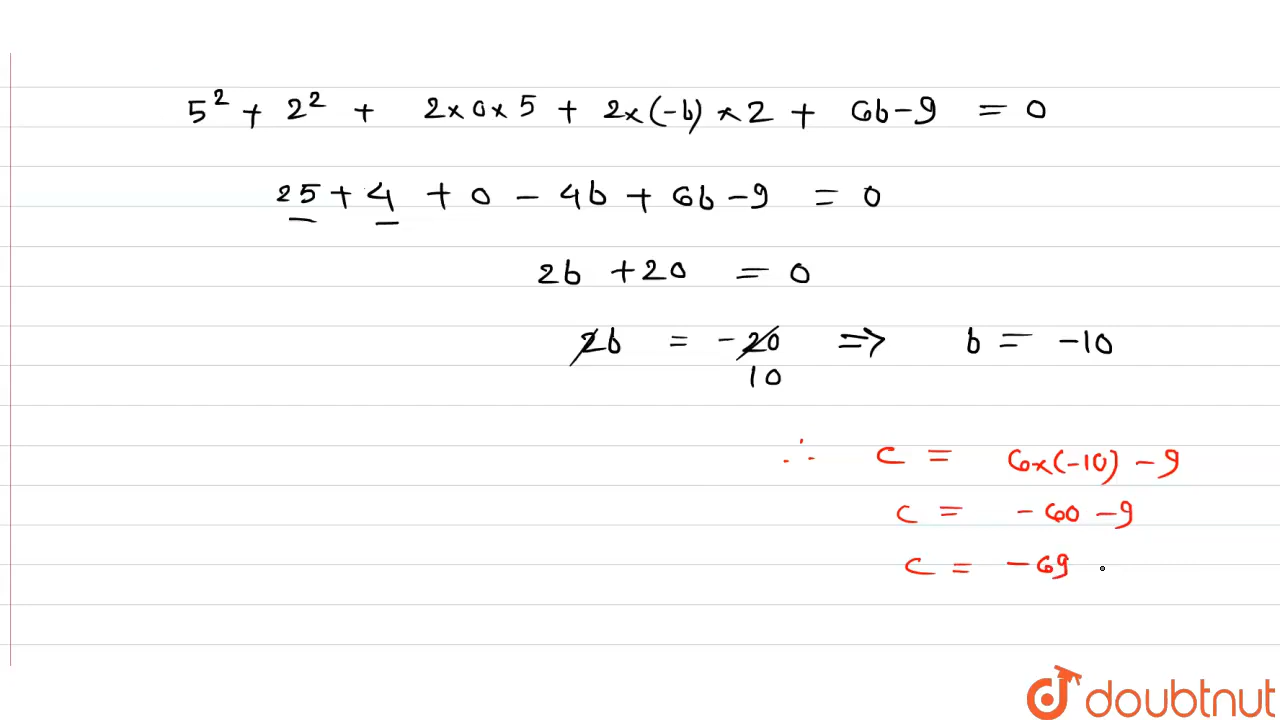 5² + 2² + 2×0×5 + 2×(-b)×2 + 6b-9 = 0
25 + 4 + 0 - 4b + 6b - 9 = 0
2b + 20 = 0
2b = -20 ⇒ b = -10
10
∴ c = 6×(-10) - 9
c = -60 - 9
c = -69
doubtnut